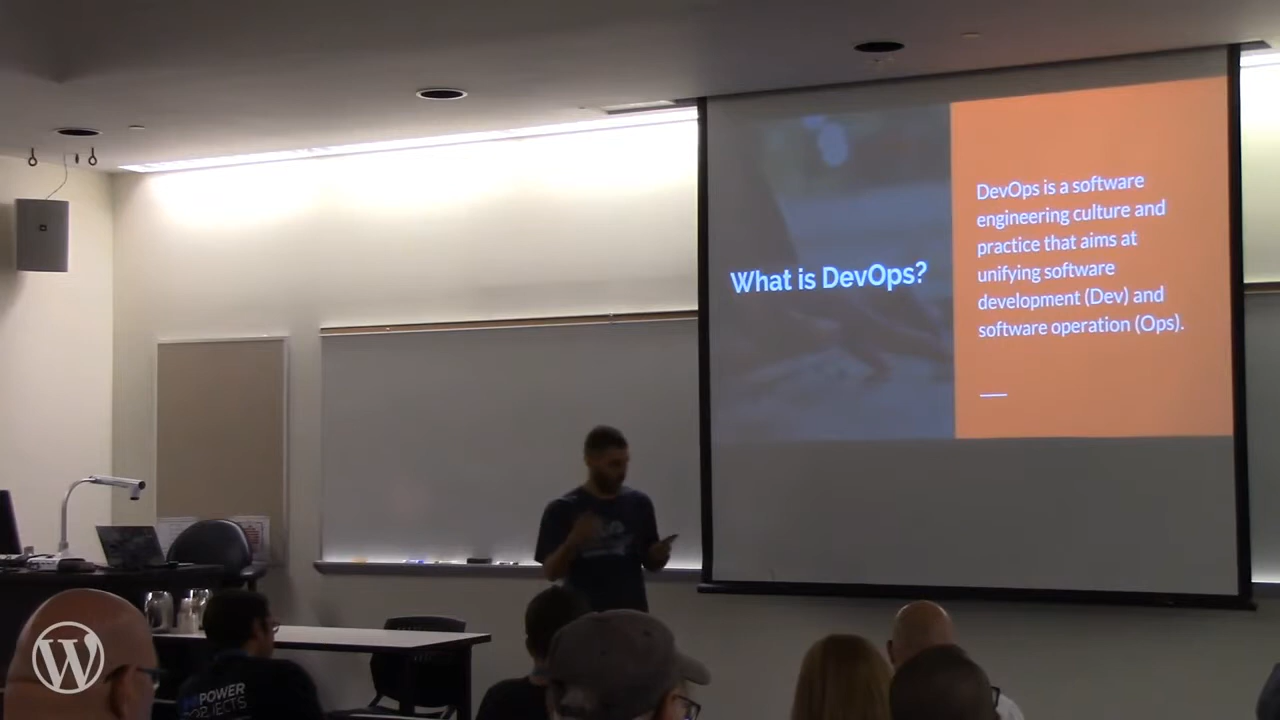 What is DevOps?
DevOps is a software
engineering culture and
practice that aims at
unifying software
development (Dev) and
software operation (Ops).
POWER